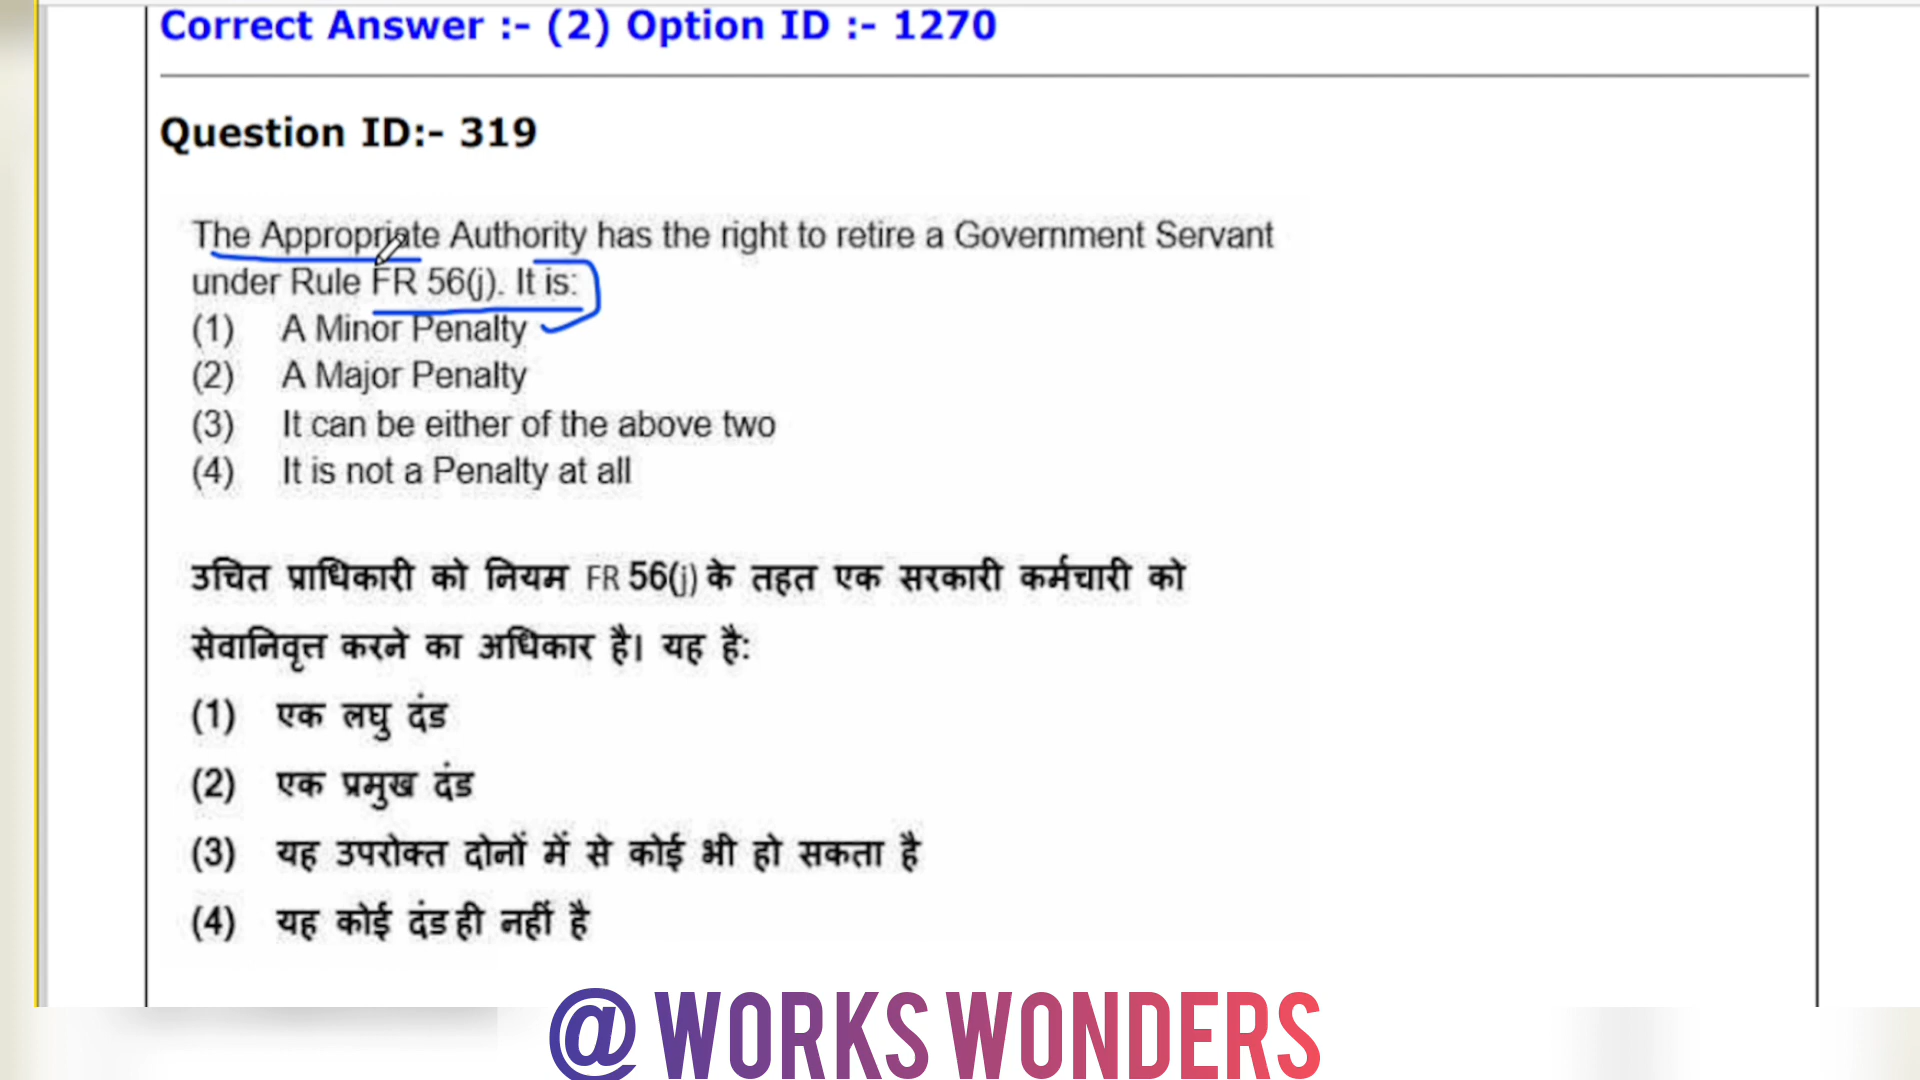 Correct Answer :- (2) Option ID :- 1270
Question ID:- 319
The Appropriate Authority has the right to retire a Government Servant
under Rule FR 56(j). It is:
(1) A Minor Penalty
(2) A Major Penalty
(3) It can be either of the above two
(4) It is not a Penalty at all
उचित प्राधिकारी को नियम FR 56(j) के तहत एक सरकारी कर्मचारी को
सेवानिवृत्त करने का अधिकार है। यह है:
(1) एक लघु दंड
(2) एक प्रमुख दंड
(3) यह उपरोक्त दोनों में से कोई भी हो सकता है
(4) यह कोई दंड ही नहीं है
@ WORKS WONDERS